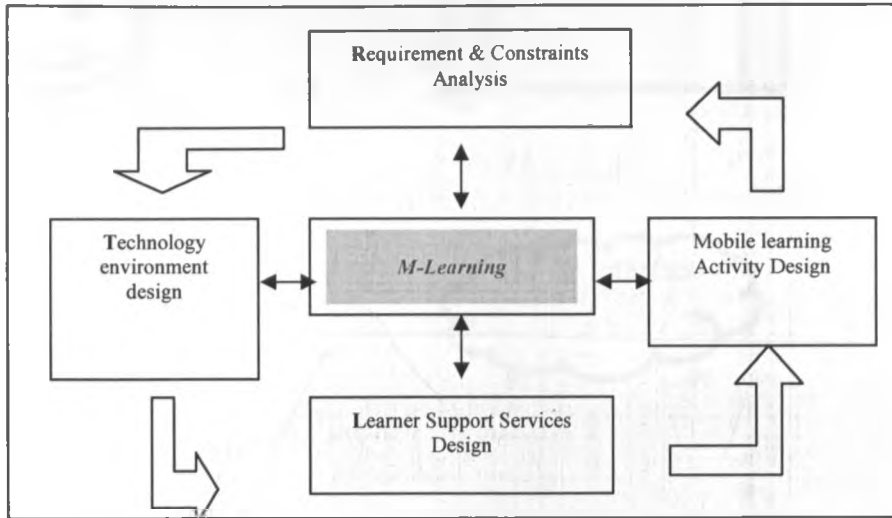 Requirement & Constraints
Analysis
Technology
environment
design
M-Learning
Mobile learning
Activity Design
Learner Support Services
Design